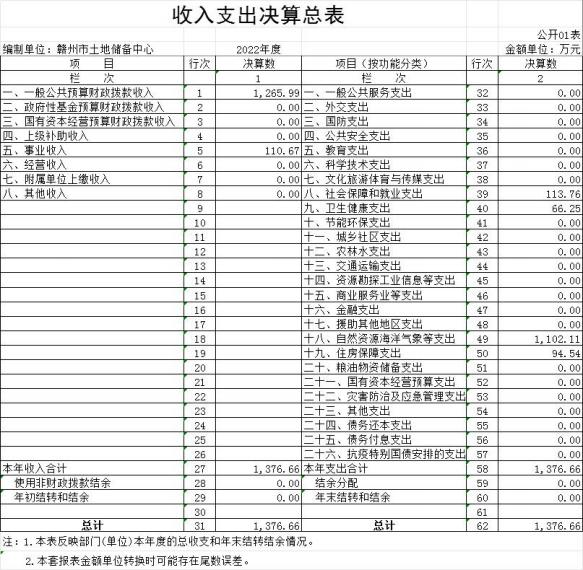 收入支出决算总表
公开01表
编制单位：赣州市土地储备中心 2022年度 金额单位：万元
项 目 行次 决算数 项目（按功能分类） 行次 决算数
栏 次 1 栏 次 2
一、一般公共预算财政拨款收入 1 1,265.99 一、一般公共服务支出 32 0.00
二、政府性基金预算财政拨款收入 2 0.00 二、外交支出 33 0.00
三、国有资本经营预算财政拨款收入 3 0.00 三、国防支出 34 0.00
四、上级补助收入 4 0.00 四、公共安全支出 35 0.00
五、事业收入 5 110.67 五、教育支出 36 0.00
六、经营收入 6 0.00 六、科学技术支出 37 0.00
七、附属单位上缴收入 7 0.00 七、文化旅游体育与传媒支出 38 0.00
八、其他收入 8 0.00 八、社会保障和就业支出 39 113.76
9 九、卫生健康支出 40 66.25
10 十、节能环保支出 41 0.00
11 十一、城乡社区支出 42 0.00
12 十二、农林水支出 43 0.00
13 十三、交通运输支出 44 0.00
14 十四、资源勘探工业信息等支出 45 0.00
15 十五、商业服务业等支出 46 0.00
16 十六、金融支出 47 0.00
17 十七、援助其他地区支出 48 0.00
18 十八、自然资源海洋气象等支出 49 1,102.11
19 十九、住房保障支出 50 94.54
20 二十、粮油物资储备支出 51 0.00
21 二十一、国有资本经营预算支出 52 0.00
22 二十二、灾害防治及应急管理支出 53 0.00
23 二十三、其他支出 54 0.00
24 二十四、债务还本支出 55 0.00
25 二十五、债务付息支出 56 0.00
26 二十六、抗疫特别国债安排的支出 57 0.00
本年收入合计 27 1,376.66 本年支出合计 58 1,376.66
使用非财政拨款结余 28 0.00 结余分配 59 0.00
年初结转和结余 29 0.00 年末结转和结余 60 0.00
30 61
总计 31 1,376.66 总计 62 1,376.66
注：1.本表反映部门(单位)本年度的总收支和年末结转结余情况。
2.本套报表金额单位转换时可能存在尾数误差。